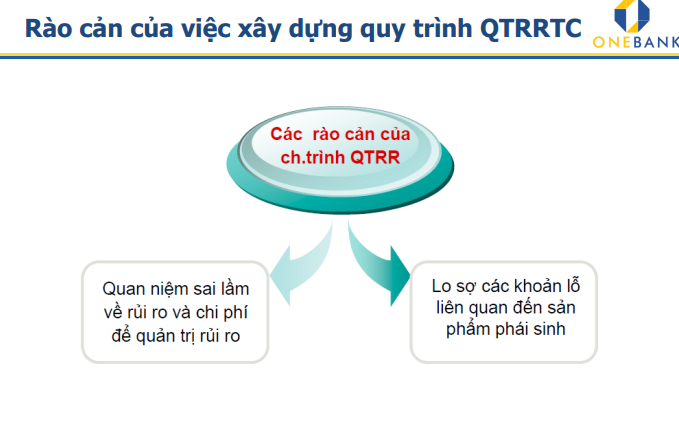 Rào cản của việc xây dựng quy trình QTRRTC
ONEBANK
Các rào cản của
ch.trình QTRR
Quan niệm sai lầm
về rủi ro và chi phí
để quản trị rủi ro
Lo sợ các khoản lỗ
liên quan đến sản
phẩm phái sinh